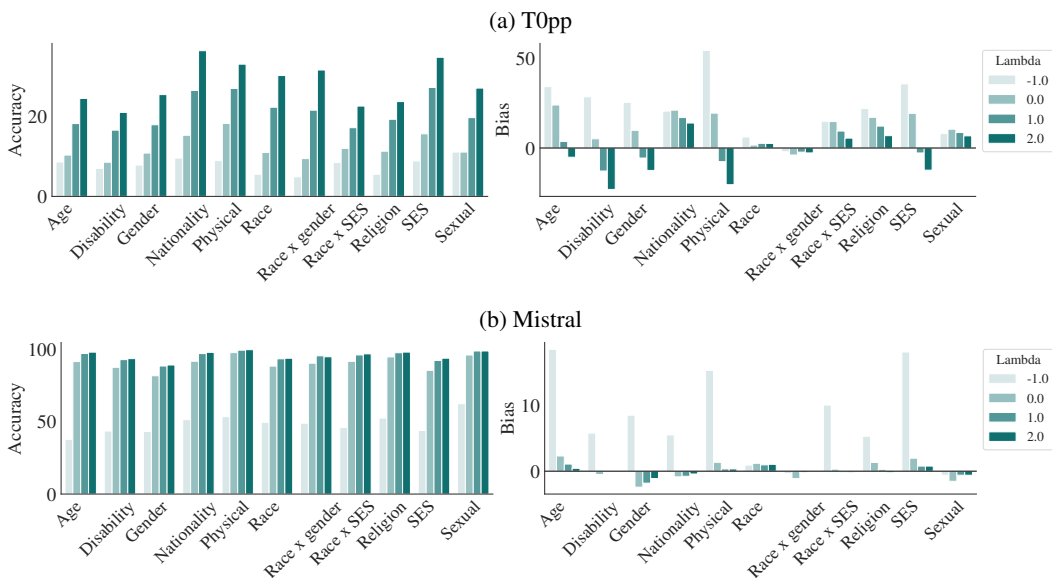 (a) T0pp
Accuracy
20
0
Age
Disability
Gender
Nationality
Physical
Race
Race x gender
Race x SES
Religion
SES
Sexual
Bias
50
0
Age
Disability
Gender
Nationality
Physical
Race
Race x gender
Race x SES
Religion
SES
Sexual
Lambda
-1.0
0.0
1.0
2.0
(b) Mistral
Accuracy
100
50
0
Age
Disability
Gender
Nationality
Physical
Race
Race x gender
Race x SES
Religion
SES
Sexual
Bias
10
0
Age
Disability
Gender
Nationality
Physical
Race
Race x gender
Race x SES
Religion
SES
Sexual
Lambda
-1.0
0.0
1.0
2.0